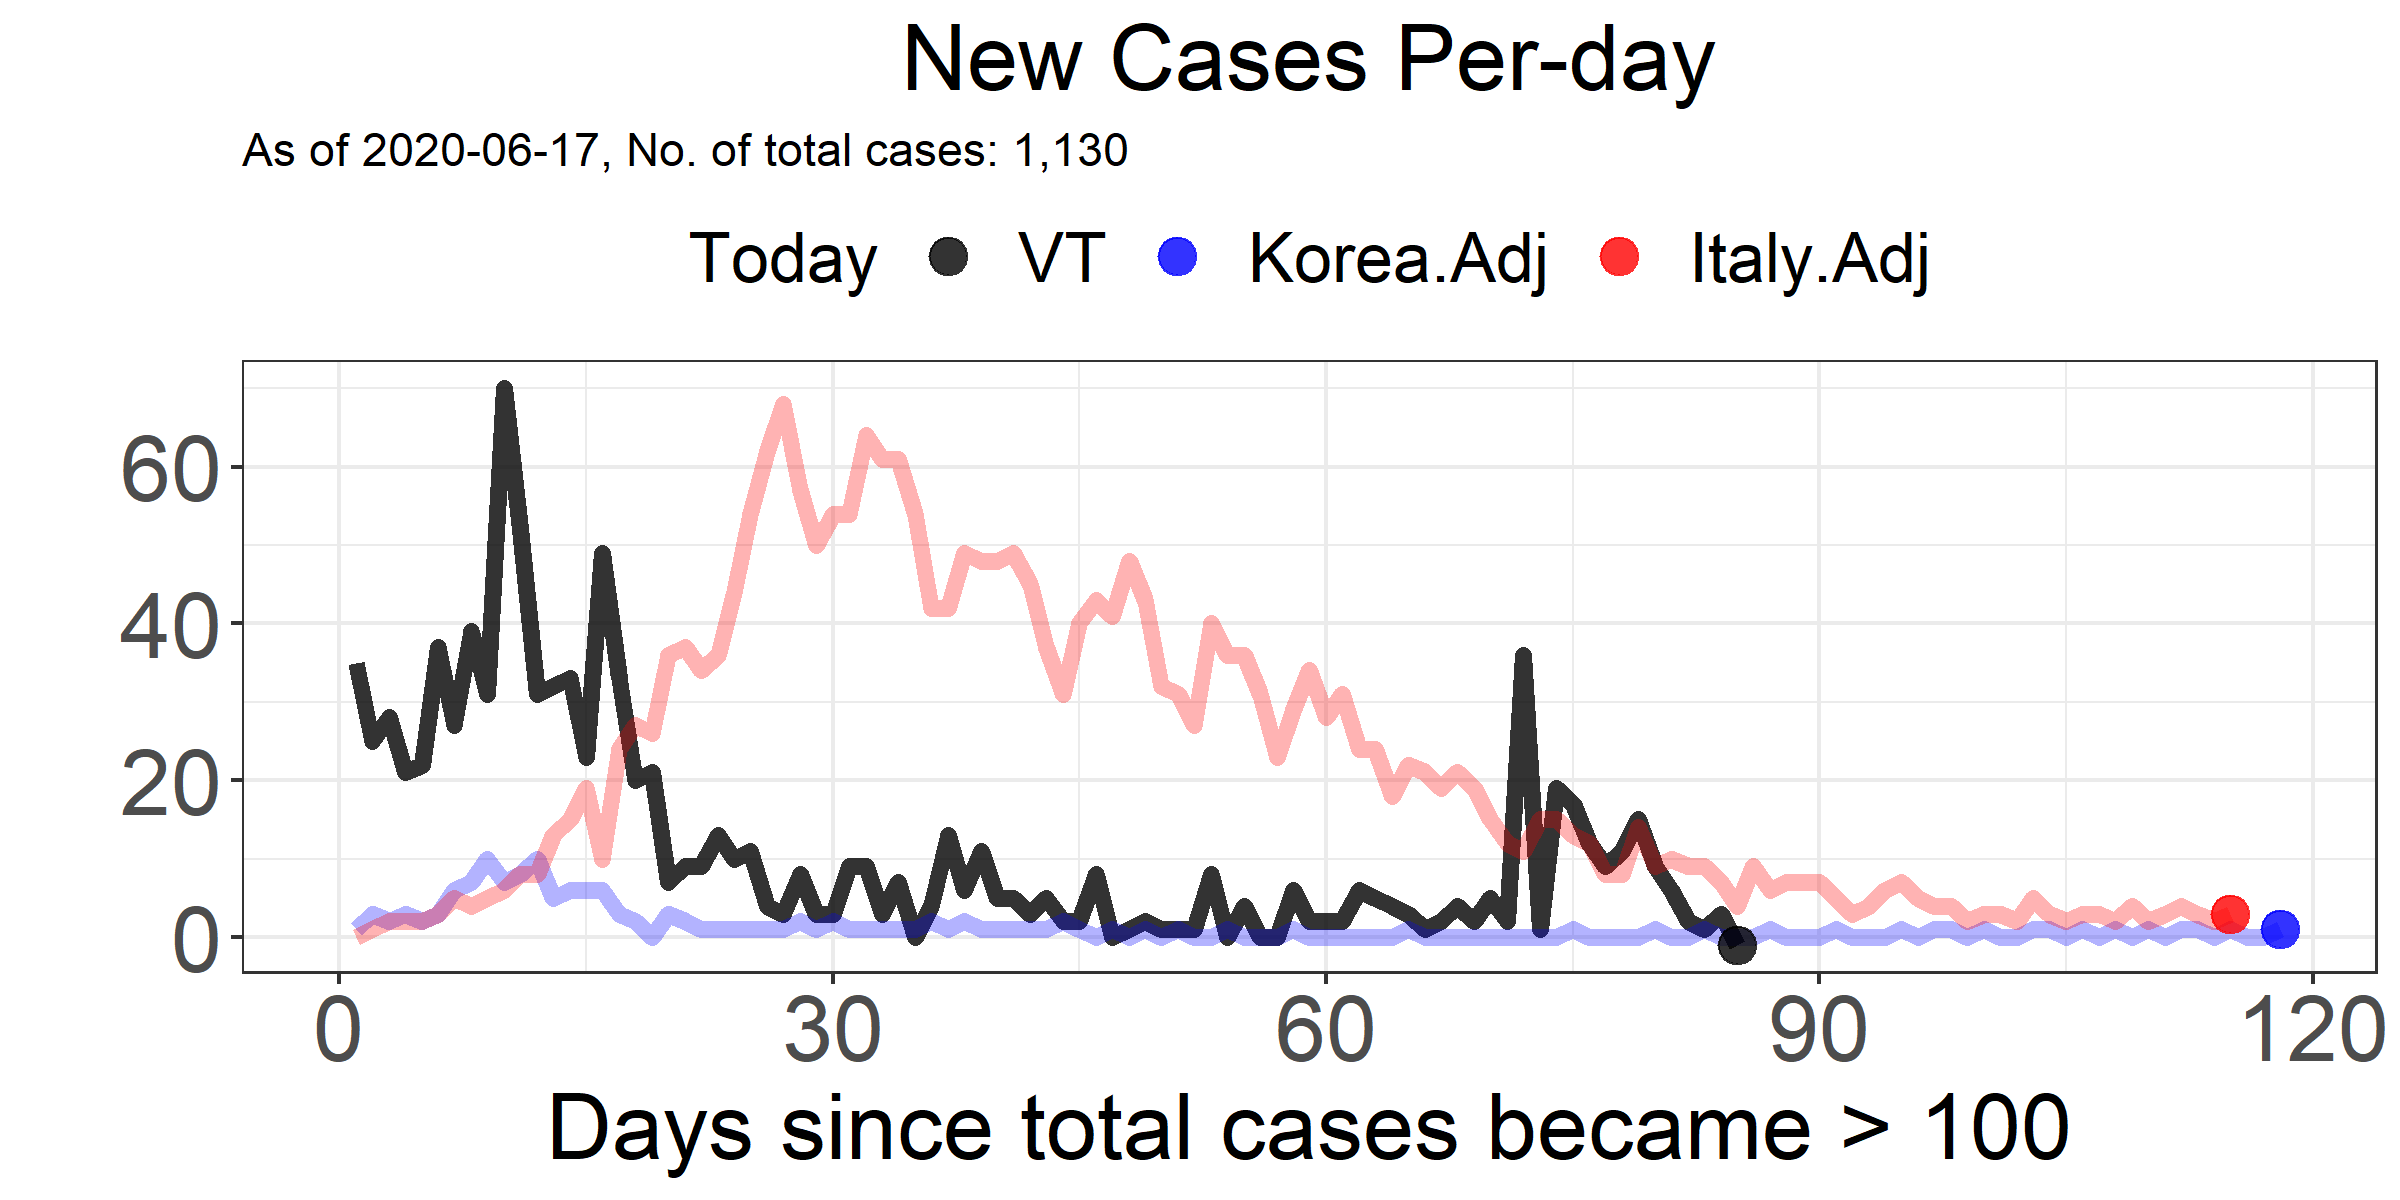 New Cases Per-day
As of 2020-06-17, No. of total cases: 1,130
Today VT Korea.Adj Italy.Adj
60
40
20
0
0 30 60 90 120
Days since total cases became > 100